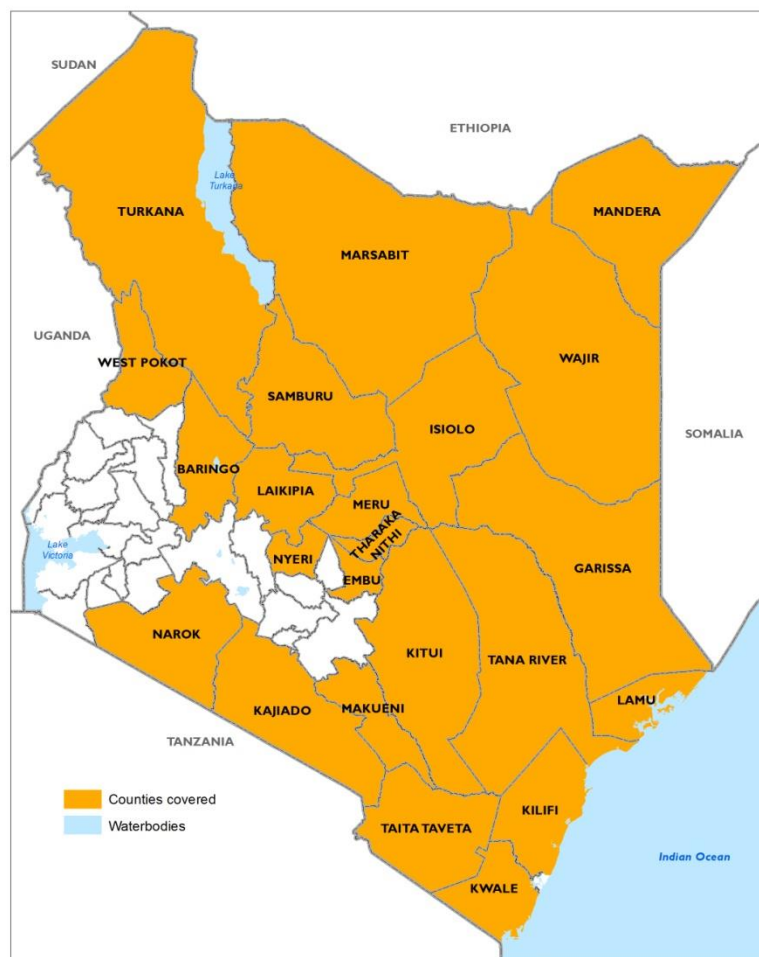 SUDAN
ETHIOPIA
Lake
Turkana
TURKANA
MANDERA
MARSABIT
UGANDA
WEST POKOT
WAJIR
SAMBURU
ISIOLO
SOMALIA
BARINGO
LAIKIPIA
MERU
THARAKA
NITHI
Lake
Victoria
NYERI
EMBU
GARISSA
NAROK
KITUI
TANA RIVER
LAMU
KAJIADO
MAKUENI
TANZANIA
Counties covered
Waterbodies
KILIFI
TAITA TAVETA
Indian Ocean
KWALE